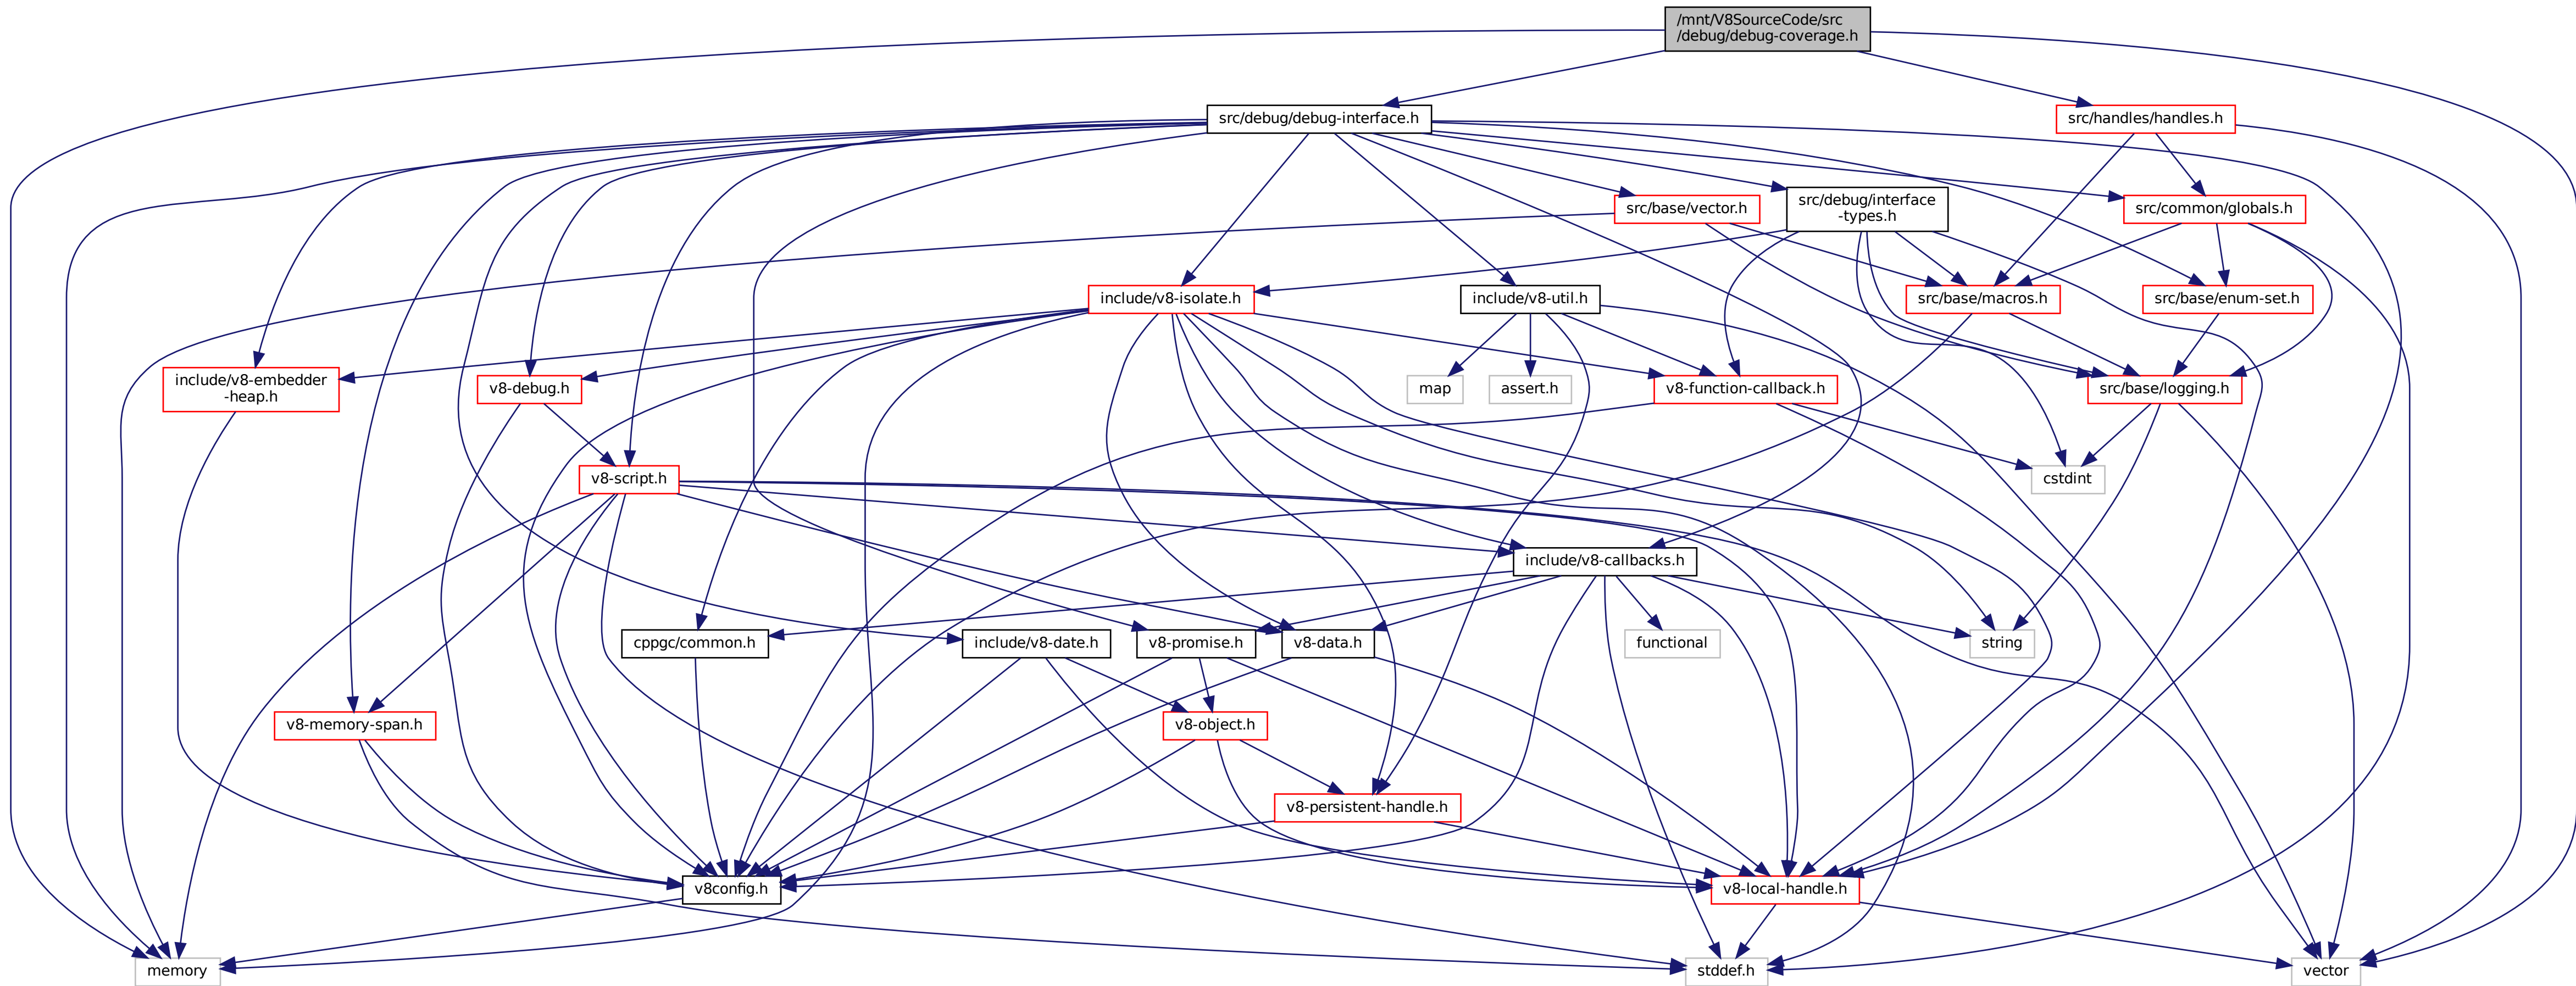 /mnt/V8SourceCode/src
/debug/debug-coverage.h
src/debug/debug-interface.h
src/handles/handles.h
src/base/vector.h
src/debug/interface
-types.h
src/common/globals.h
include/v8-isolate.h
include/v8-util.h
src/base/macros.h
src/base/enum-set.h
include/v8-embedder
-heap.h
v8-debug.h
map
assert.h
v8-function-callback.h
src/base/logging.h
v8-script.h
cstdint
include/v8-callbacks.h
cppgc/common.h
include/v8-date.h
v8-promise.h
v8-data.h
functional
string
v8-memory-span.h
v8-object.h
v8-persistent-handle.h
v8config.h
v8-local-handle.h
memory
stddef.h
vector